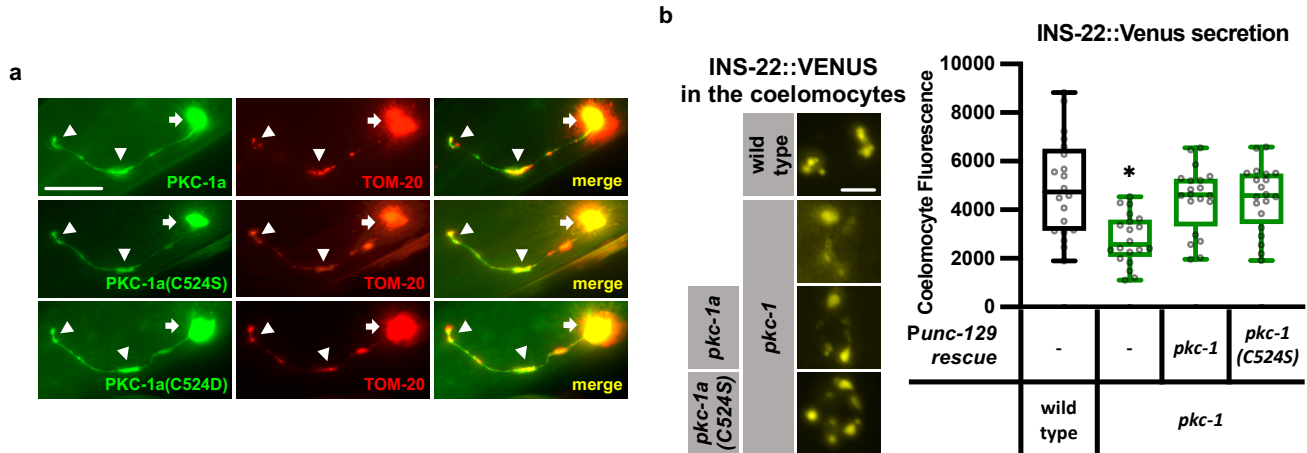 a
PKC-1a
TOM-20
merge
PKC-1a(C524S)
TOM-20
merge
PKC-1a(C524D)
TOM-20
merge
b
INS-22::VENUS
in the coelomocytes
wild
type
pkc-1
pkc-1a
pkc-1a
(C524S)
INS-22::Venus secretion
Coelomocyte Fluorescence
10000
8000
6000
4000
2000
0
*
Punc-129
rescue
-
-
pkc-1
pkc-1
(C524S)
wild
type
pkc-1